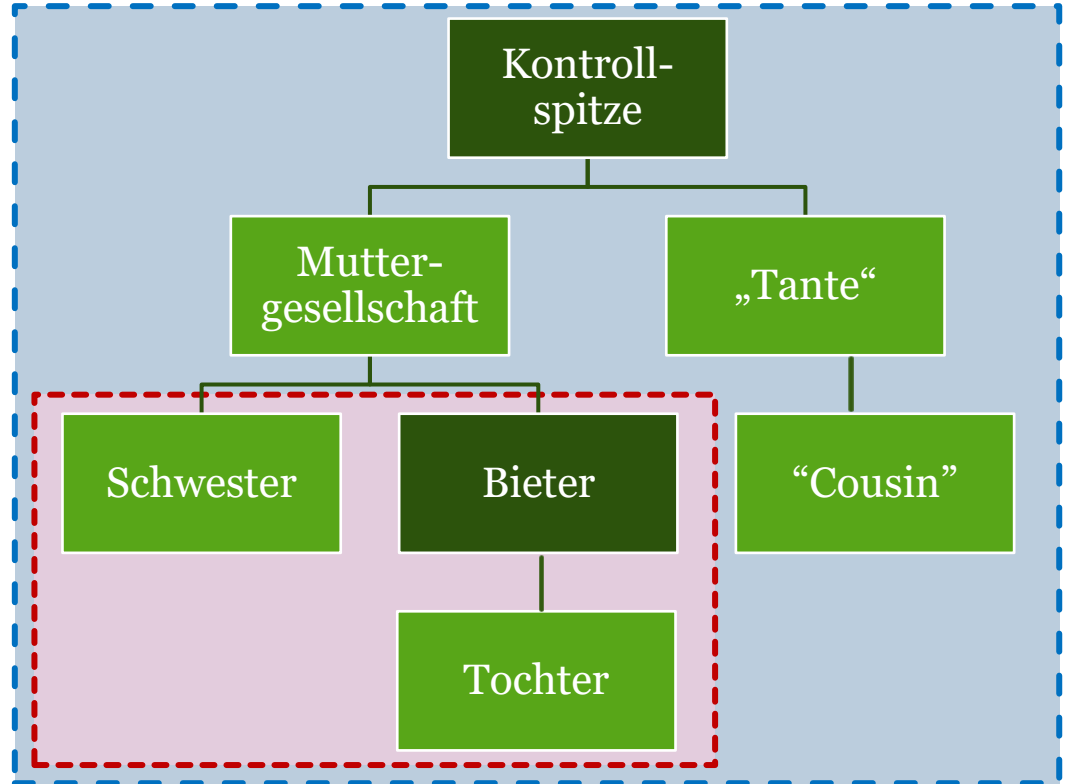 Kontroll-
spitze
Mutter-
gesellschaft
„Tante“
Schwester
Bieter
“Cousin”
Tochter